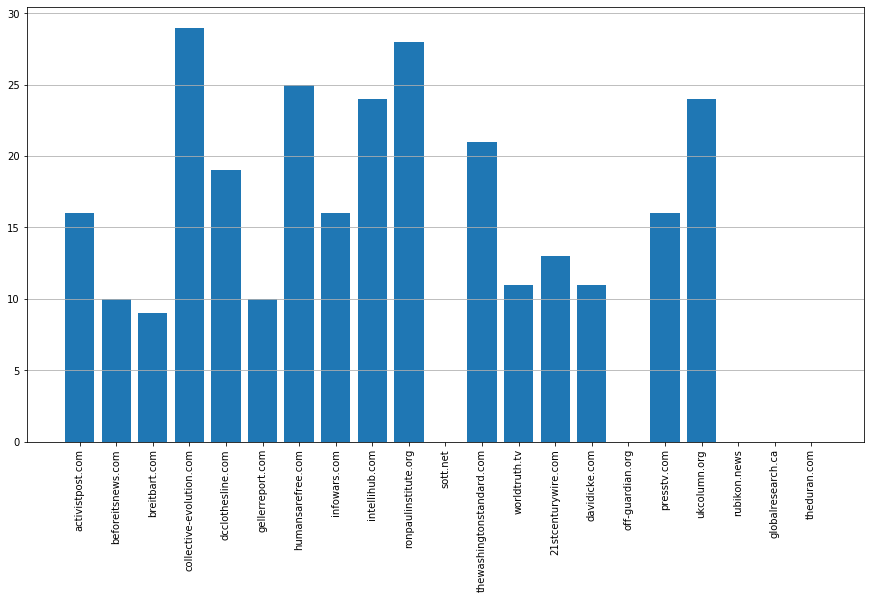 30
25
20
15
10
5
0
activistpost.com
beforeitsnews.com
breitbart.com
collective-evolution.com
dcclothesline.com
gellerreport.com
humansarefree.com
infowars.com
intellihub.com
ronpaulinstitute.org
sott.net
thewashingtonstandard.com
worldtruth.tv
21stcenturywire.com
davidicke.com
off-guardian.org
presstv.com
ukcolumn.org
rubikon.news
globalresearch.ca
theduran.com